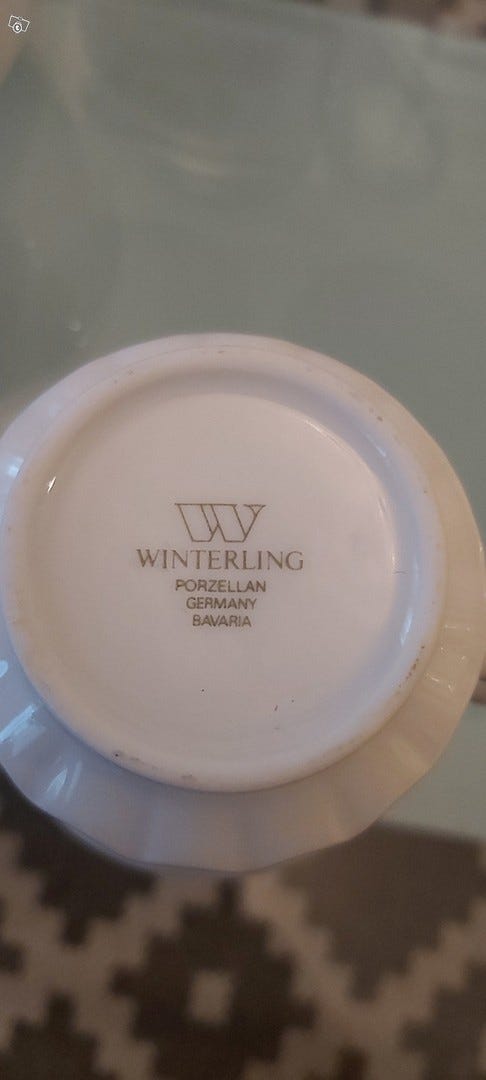 W
WINTERLING
PORZELLAN
GERMANY
BAVARIA